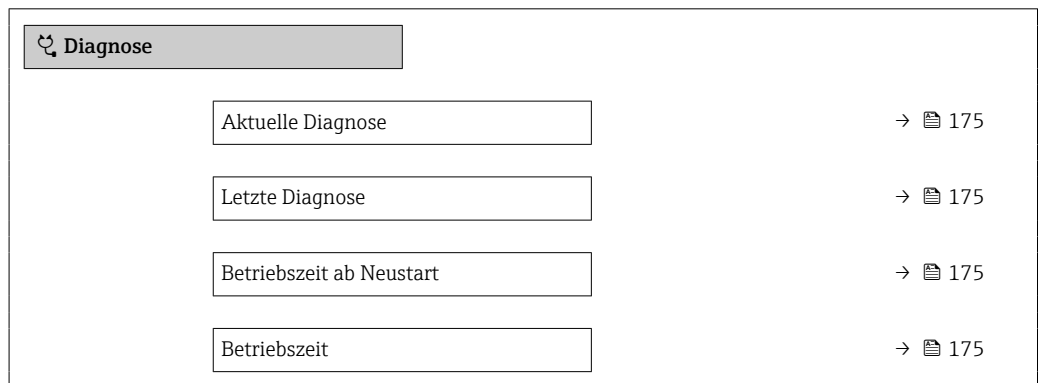 Diagnose
Aktuelle Diagnose → 175
Letzte Diagnose → 175
Betriebszeit ab Neustart → 175
Betriebszeit → 175